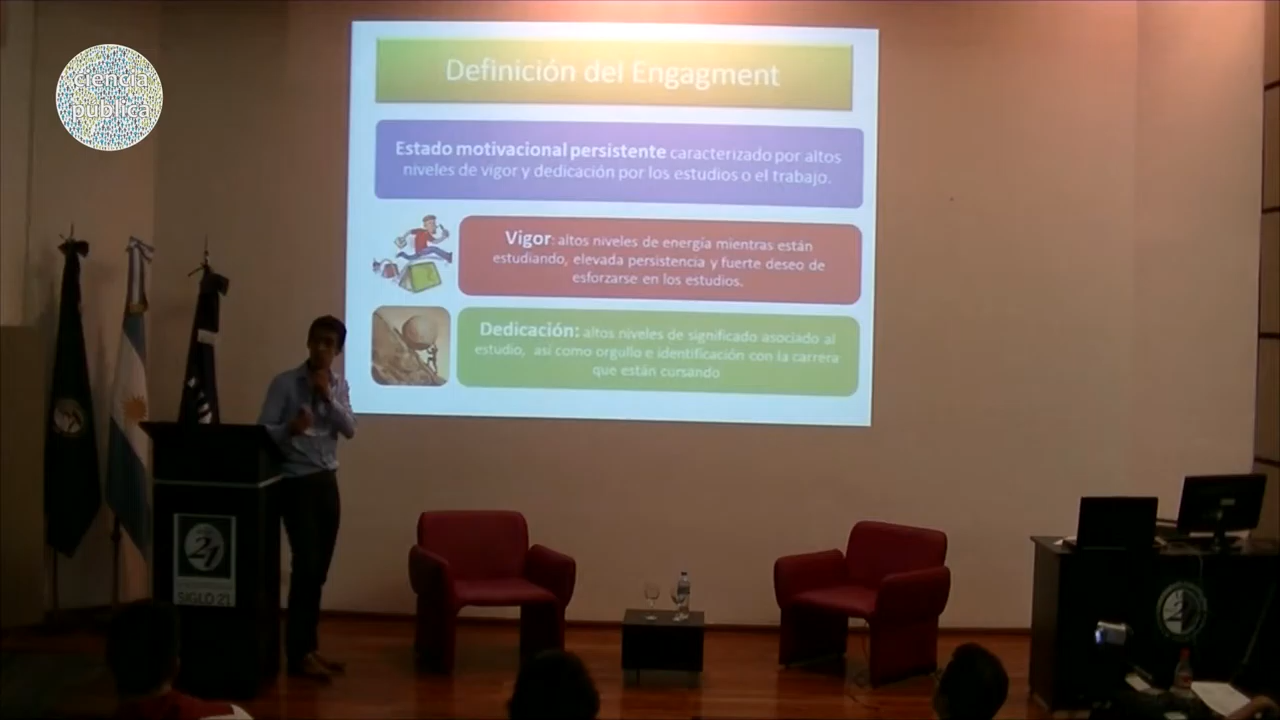 ciencia
pública
Definición del Engagment
Estado motivacional persistente caracterizado por altos
niveles de vigor y dedicación por los estudios o el trabajo.
Vigor: altos niveles de energía mientras están
estudiando, elevada persistencia y fuerte deseo de
esforzarse en los estudios.
Dedicación: altos niveles de significado asociado al
estudio, así como orgullo e identificación con la carrera
que están cursando
21
SIGLO 21